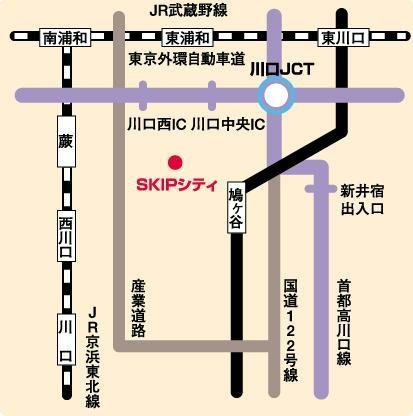 JR武蔵野線
南浦和
東浦和
東川口
東京外環自動車道
川口JCT
川口西IC
川口中央IC
蕨
SKIPシティ
鳩ヶ谷
新井宿
出入口
西川口
川口
JR京浜東北線
産業道路
国道122号線
首都高川口線